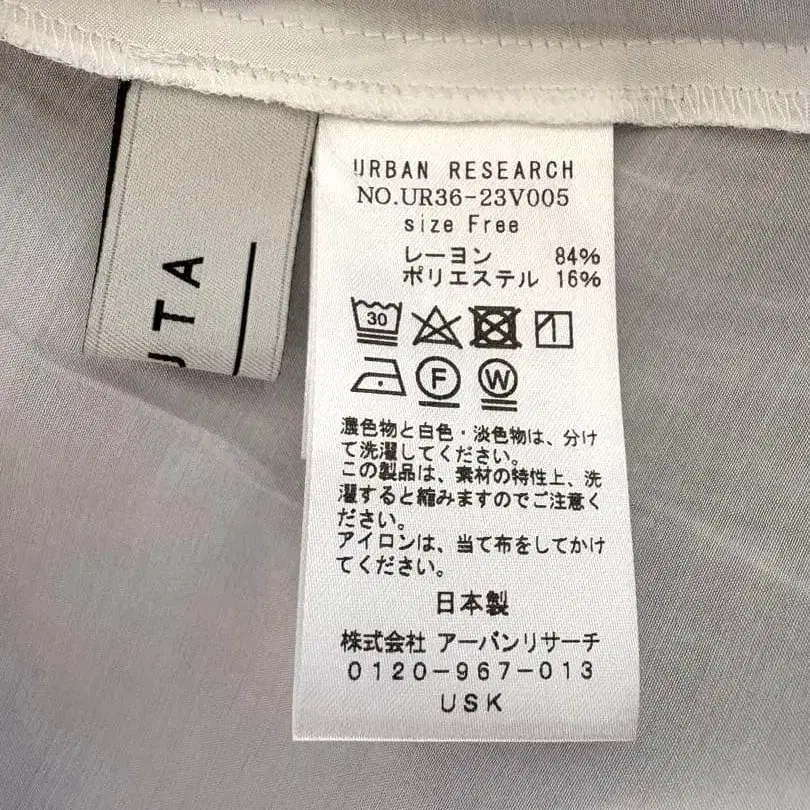 UTA
URBAN RESEARCH
NO.UR36-23V005
size Free
レーヨン 84%
ポリエステル 16%
30
F W
濃色物と白色・淡色物は、分け
て洗濯してください。
この製品は、素材の特性上、洗
濯すると縮みますのでご注意く
ださい。
アイロンは、当て布をしてかけ
てください。
日本製
株式会社 アーバンリサーチ
0120-967-013
USK